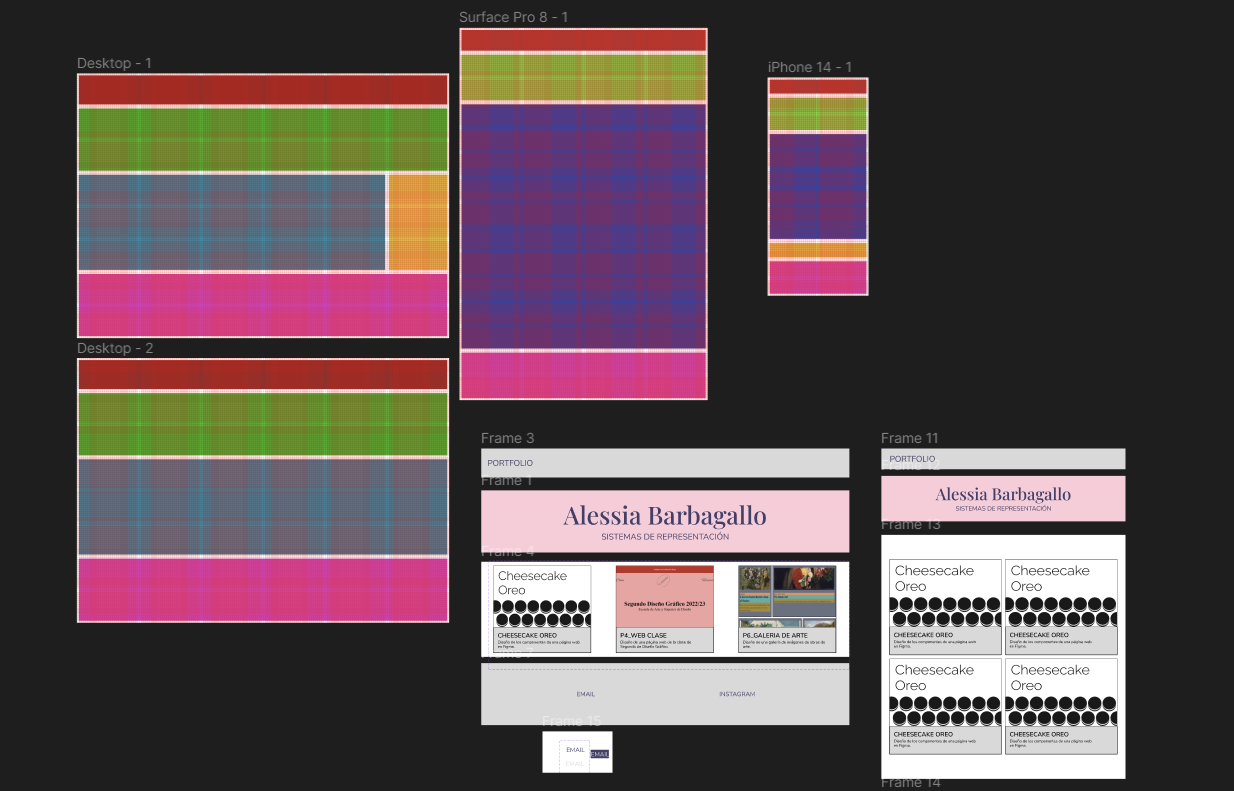 Surface Pro 8 - 1
Desktop - 1
iPhone 14 - 1
Desktop - 2
Frame 3
PORTFOLIO
Frame 1
Alessia Barbagallo
SISTEMAS DE REPRESENTACIÓN
Frame 4
Cheesecake
Oreo
CHEESECAKE OREO
Diseño de los componentes de una página web
en Figma.
Segundo Diseño Gráfico 2022/23
Escuela de Arte y Superior de Diseño
P4_WEB CLASE
Diseño de una página web de la clase de
Segundo de Diseño Gráfico.
P6_GALERIA DE ARTE
Diseño de una galería de imágenes de obras de
arte.
EMAIL
INSTAGRAM
Frame 15
EMAIL
EMAIL
EMAIL
Frame 11
PORTFOLIO
Frame 12
Alessia Barbagallo
SISTEMAS DE REPRESENTACIÓN
Frame 13
Cheesecake
Oreo
CHEESECAKE OREO
Diseño de los componentes de una página web
en Figma.
Cheesecake
Oreo
CHEESECAKE OREO
Diseño de los componentes de una página web
en Figma.
Cheesecake
Oreo
CHEESECAKE OREO
Diseño de los componentes de una página web
en Figma.
Cheesecake
Oreo
CHEESECAKE OREO
Diseño de los componentes de una página web
en Figma.
Frame 14